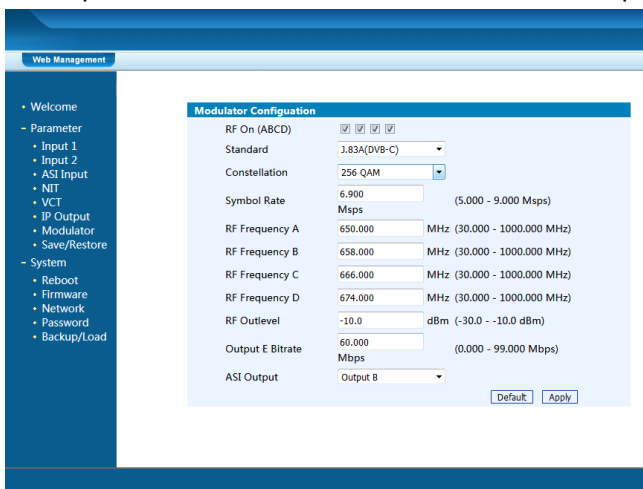 Web Management
Welcome
Parameter
Input 1
Input 2
ASI Input
NIT
VCT
IP Output
Modulator
Save/Restore
System
Reboot
Firmware
Network
Password
Backup/Load
Modulator Configuation
RF On (ABCD)
Standard J.83A(DVB-C)
Constellation 256 QAM
Symbol Rate 6.900 Msps (5.000 - 9.000 Msps)
RF Frequency A 650.000 MHz (30.000 - 1000.000 MHz)
RF Frequency B 658.000 MHz (30.000 - 1000.000 MHz)
RF Frequency C 666.000 MHz (30.000 - 1000.000 MHz)
RF Frequency D 674.000 MHz (30.000 - 1000.000 MHz)
RF Outlevel -10.0 dBm (-30.0 - -10.0 dBm)
Output E Bitrate 60.000 Mbps (0.000 - 99.000 Mbps)
ASI Output Output B
Default Apply